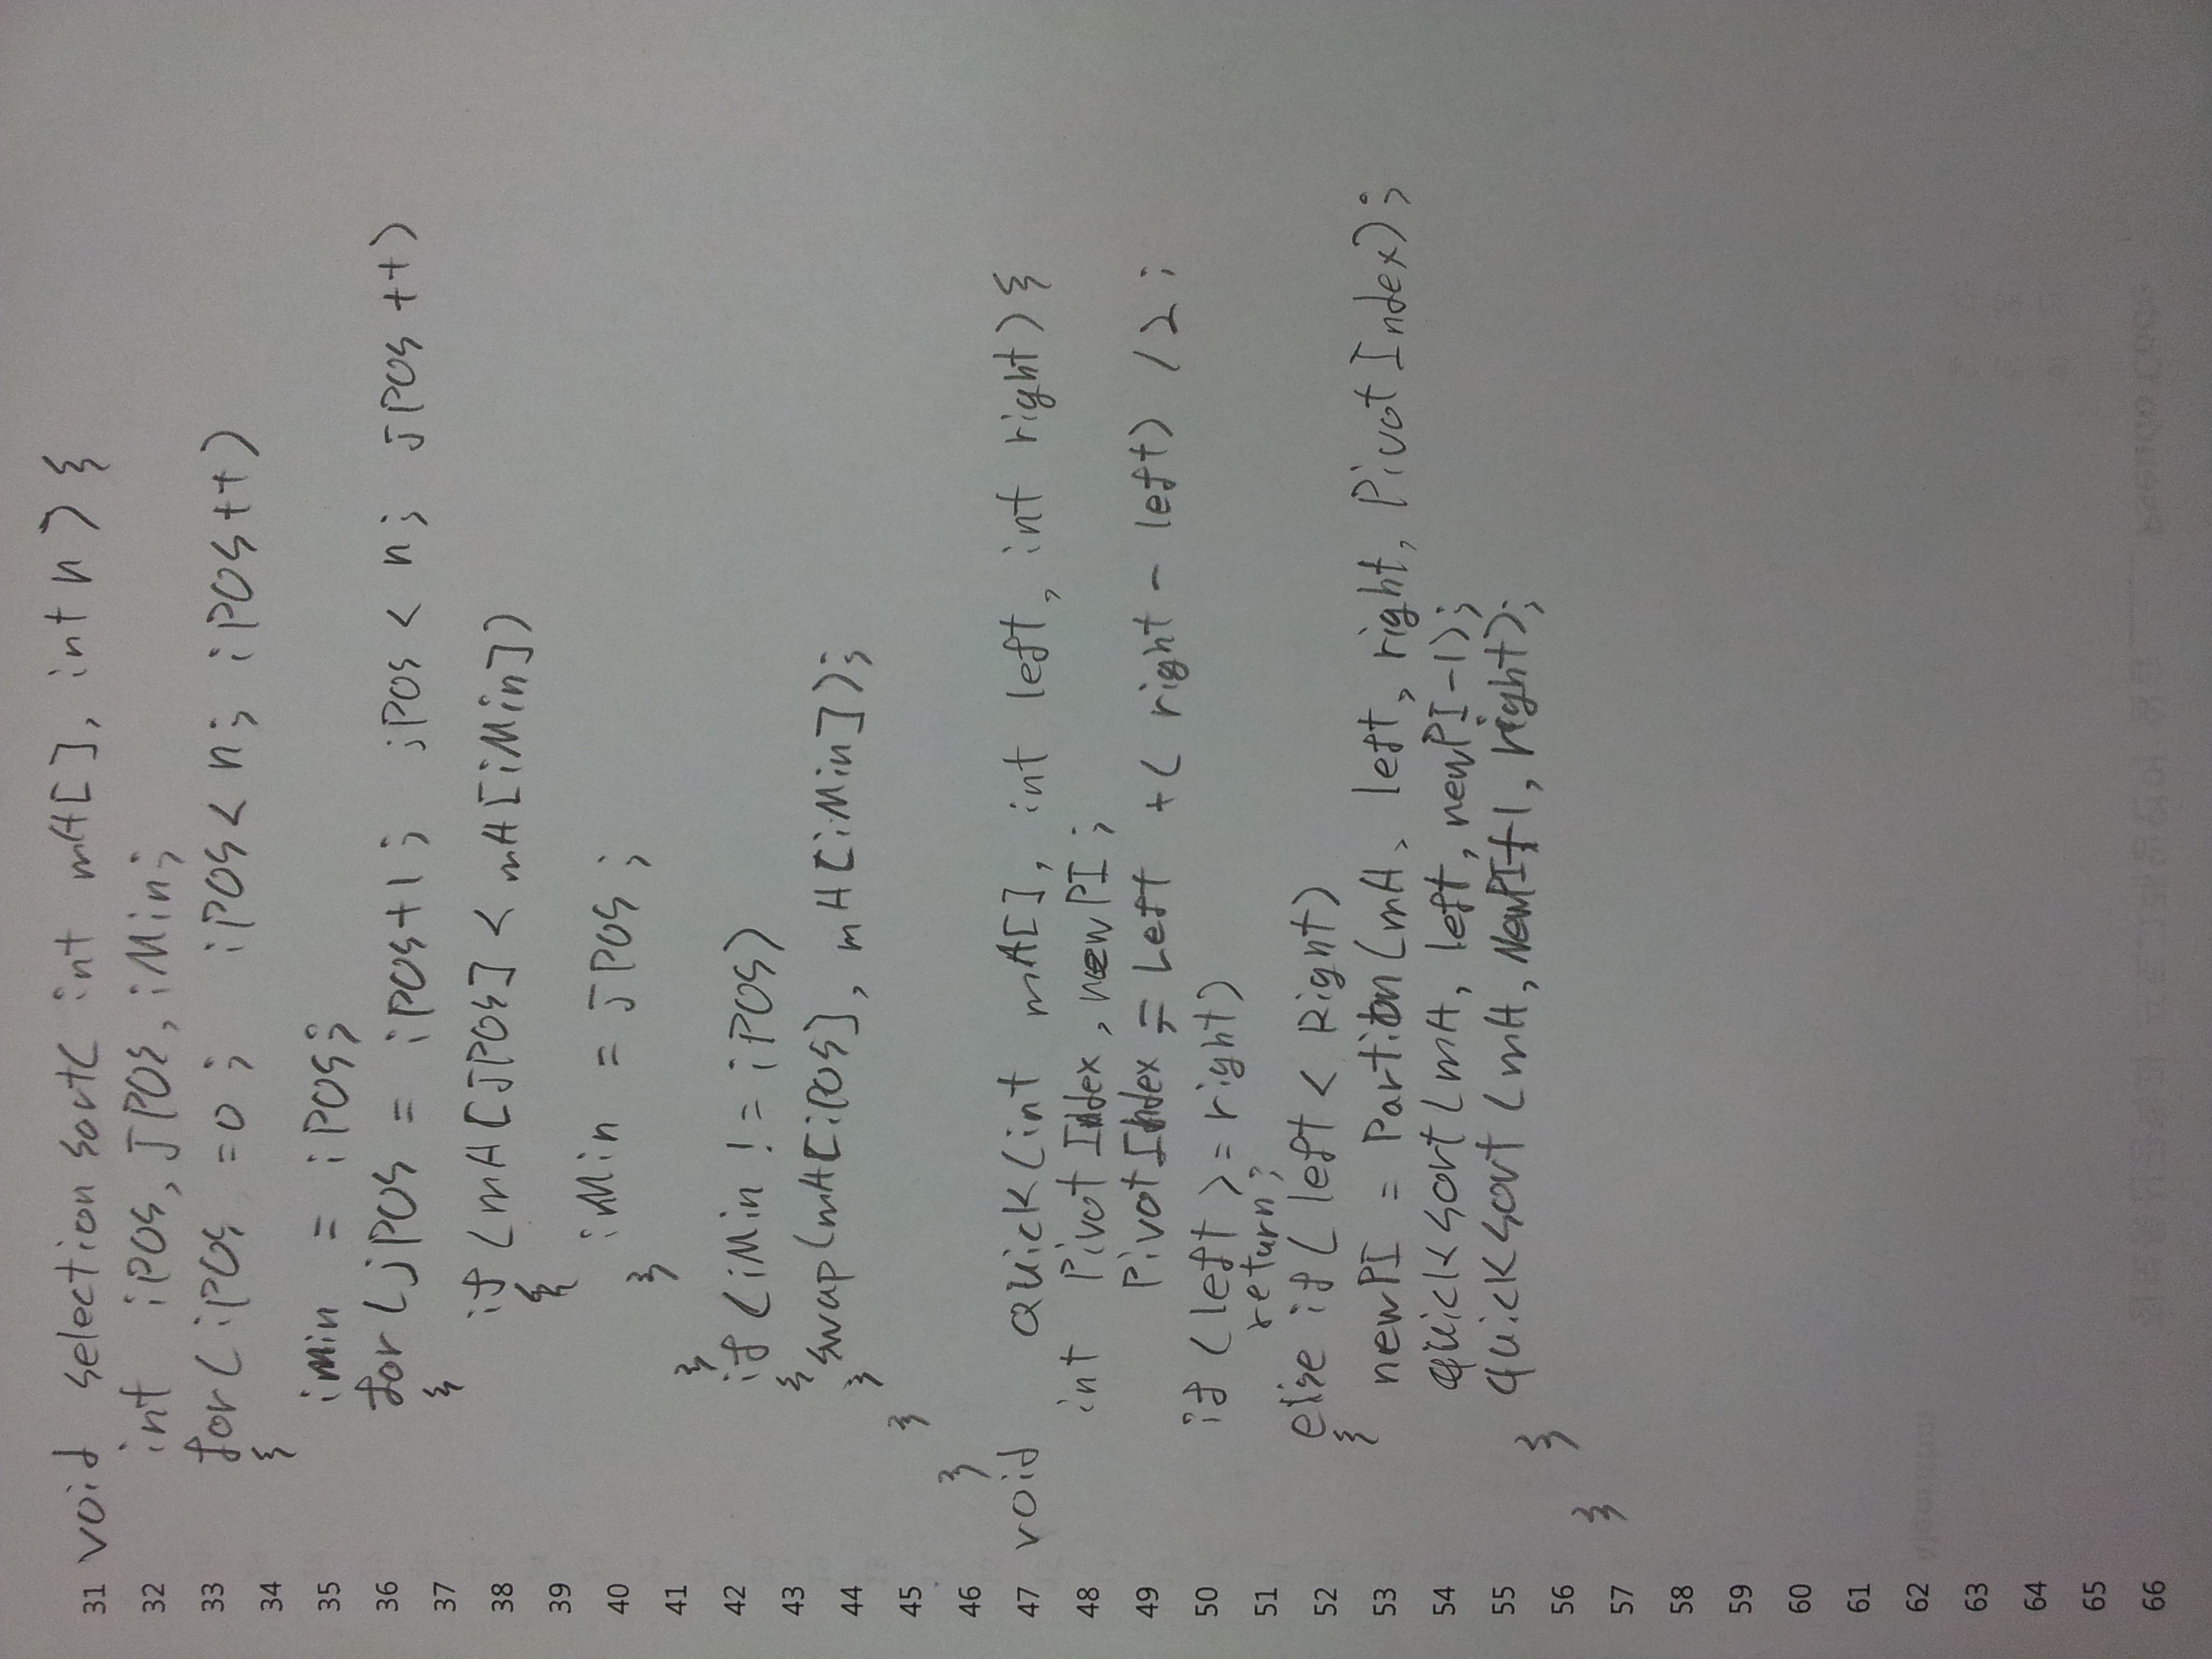 31 void selection sort( int mA[], int n ) {
32 int iPos, JPos, iMin;
33 for( iPos =0; iPos < n; iPos++)
34 {
35 imin = iPos;
36 for(jPos = iPos+1; jPos < n; JPos++)
37 {
38 if (mA[JPos] < mA[iMin])
39 {
40 iMin = JPos;
41 }
42 } if (iMin != iPos)
43 {
44 swap(mA[iPos], mA[iMin]);
}
45 }
46 }
47 void Quick(int mA[], int left, int right) {
48 int PivotIndex, newPI;
49 PivotIndex = Left + ( right - left) /2;
50 if (left >= right)
51 return;
52 else if( left < Right)
53 { newPI = Partition(mA, left, right, PivotIndex);
54 quicksort(mA, left, newPI-1);
55 quicksort(mA, NewPI+1, right);
56 }
57 }
58
59
60
61
62
63
64
65
66